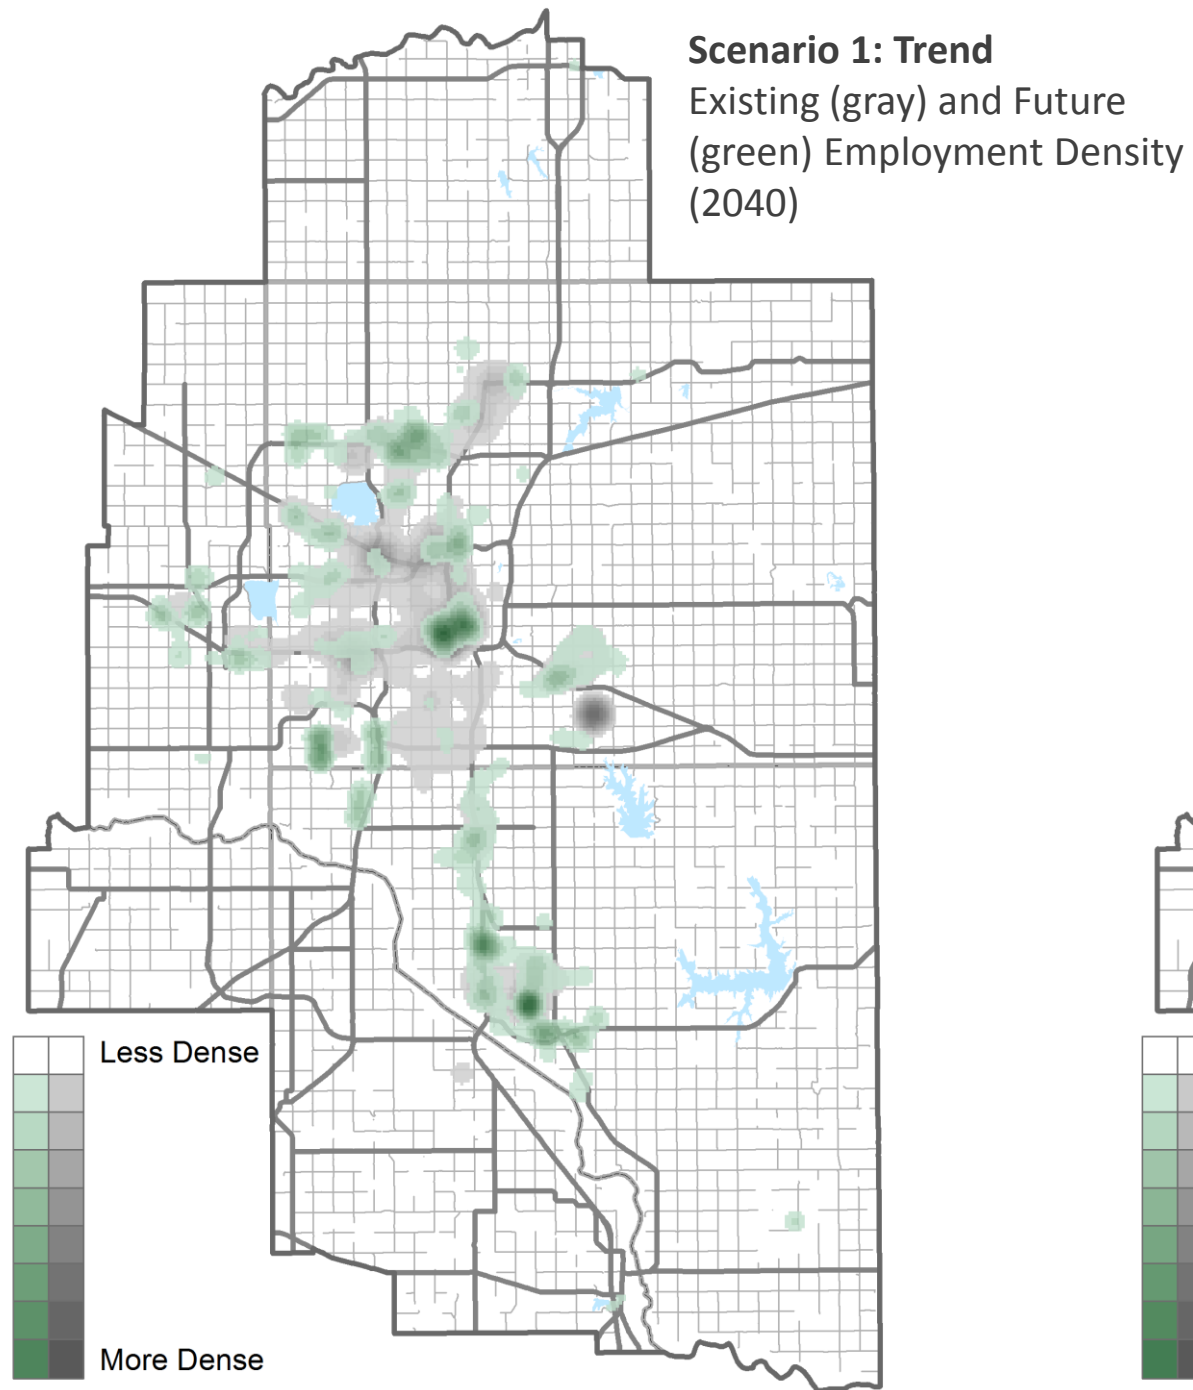 Scenario 1: Trend
Existing (gray) and Future
(green) Employment Density
(2040)
Less Dense
More Dense